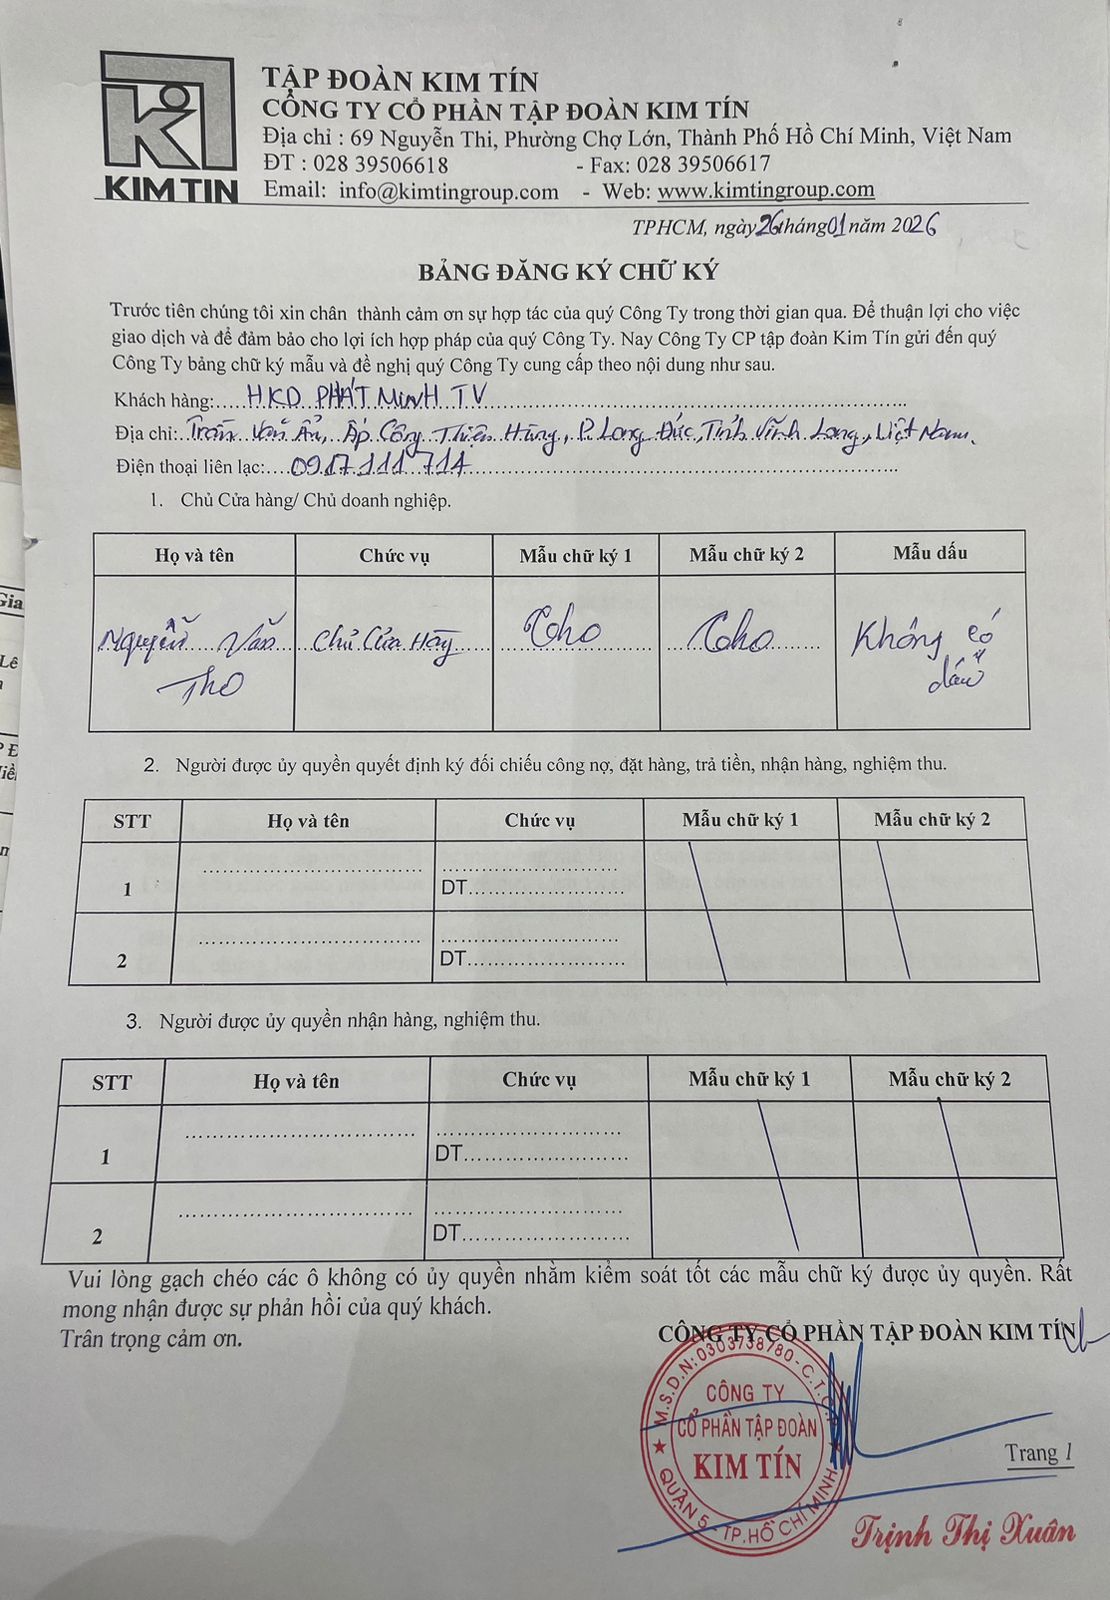 TẬP ĐOÀN KIM TÍN
CÔNG TY CỔ PHẦN TẬP ĐOÀN KIM TÍN
Địa chỉ : 69 Nguyễn Thi, Phường Chợ Lớn, Thành Phố Hồ Chí Minh, Việt Nam
ĐT : 028 39506618 - Fax: 028 39506617
KIM TIN Email: info@kimtingroup.com - Web: www.kimtingroup.com
TPHCM, ngày 26 tháng 01 năm 2026
BẢNG ĐĂNG KÝ CHỮ KÝ
Trước tiên chúng tôi xin chân thành cảm ơn sự hợp tác của quý Công Ty trong thời gian qua. Để thuận lợi cho việc
giao dịch và để đảm bảo cho lợi ích hợp pháp của quý Công Ty. Nay Công Ty CP tập đoàn Kim Tín gửi đến quý
Công Ty bảng chữ ký mẫu và đề nghị quý Công Ty cung cấp theo nội dung như sau.
Khách hàng: HKD PHÁT MINH TV
Địa chỉ: Trần Văn Ẩn, Ấp Công Thiện Hùng, P. Long Đức, Tỉnh Vĩnh Long, Việt Nam.
Điện thoại liên lạc: 0917 111 714
1. Chủ Cửa hàng/ Chủ doanh nghiệp.
Họ và tên Chức vụ Mẫu chữ ký 1 Mẫu chữ ký 2 Mẫu dấu
Nguyễn Văn Chủ Cửa Hàng Tho Tho Không có
Tho dấu
2. Người được ủy quyền quyết định ký đối chiếu công nợ, đặt hàng, trả tiền, nhận hàng, nghiệm thu.
STT Họ và tên Chức vụ Mẫu chữ ký 1 Mẫu chữ ký 2
1 DT
2 DT
3. Người được ủy quyền nhận hàng, nghiệm thu.
STT Họ và tên Chức vụ Mẫu chữ ký 1 Mẫu chữ ký 2
1 DT
2 DT
Vui lòng gạch chéo các ô không có ủy quyền nhằm kiểm soát tốt các mẫu chữ ký được ủy quyền. Rất
mong nhận được sự phản hồi của quý khách.
Trân trọng cảm ơn.
CÔNG TY CỔ PHẦN TẬP ĐOÀN KIM TÍN
M.S.D.N: 0303738780 - C.T.C.P
CÔNG TY
CỔ PHẦN TẬP ĐOÀN
KIM TÍN
QUẬN 5 - TP.HỒ CHÍ MINH
Trang 1
Trịnh Thị Xuân